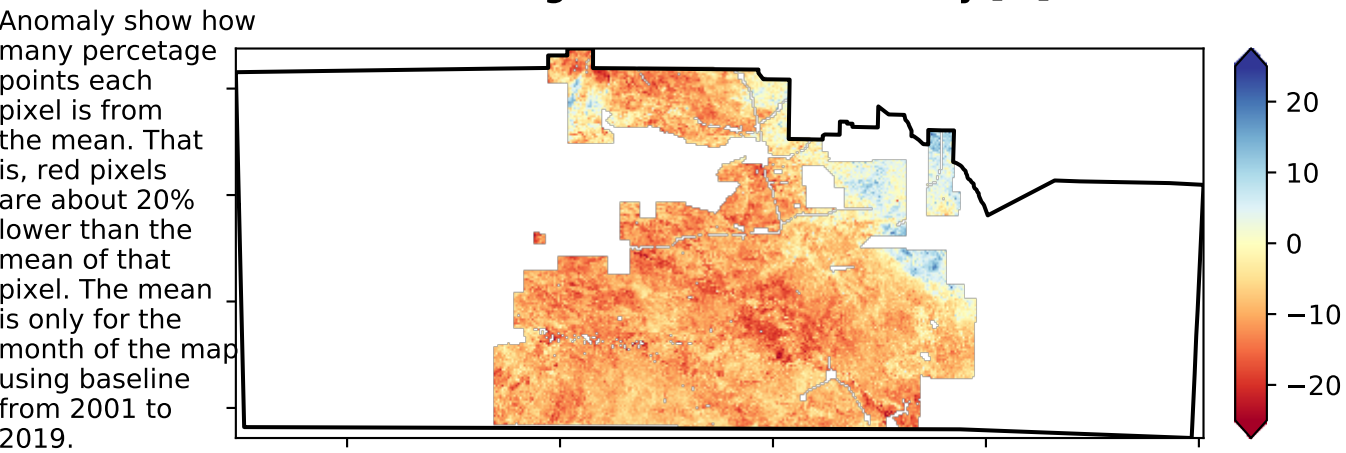 Anomaly show how
many percetage
points each
pixel is from
the mean. That
is, red pixels
are about 20%
lower than the
mean of that
pixel. The mean
is only for the
month of the map
using baseline
from 2001 to
2019.
20
10
0
−10
−20